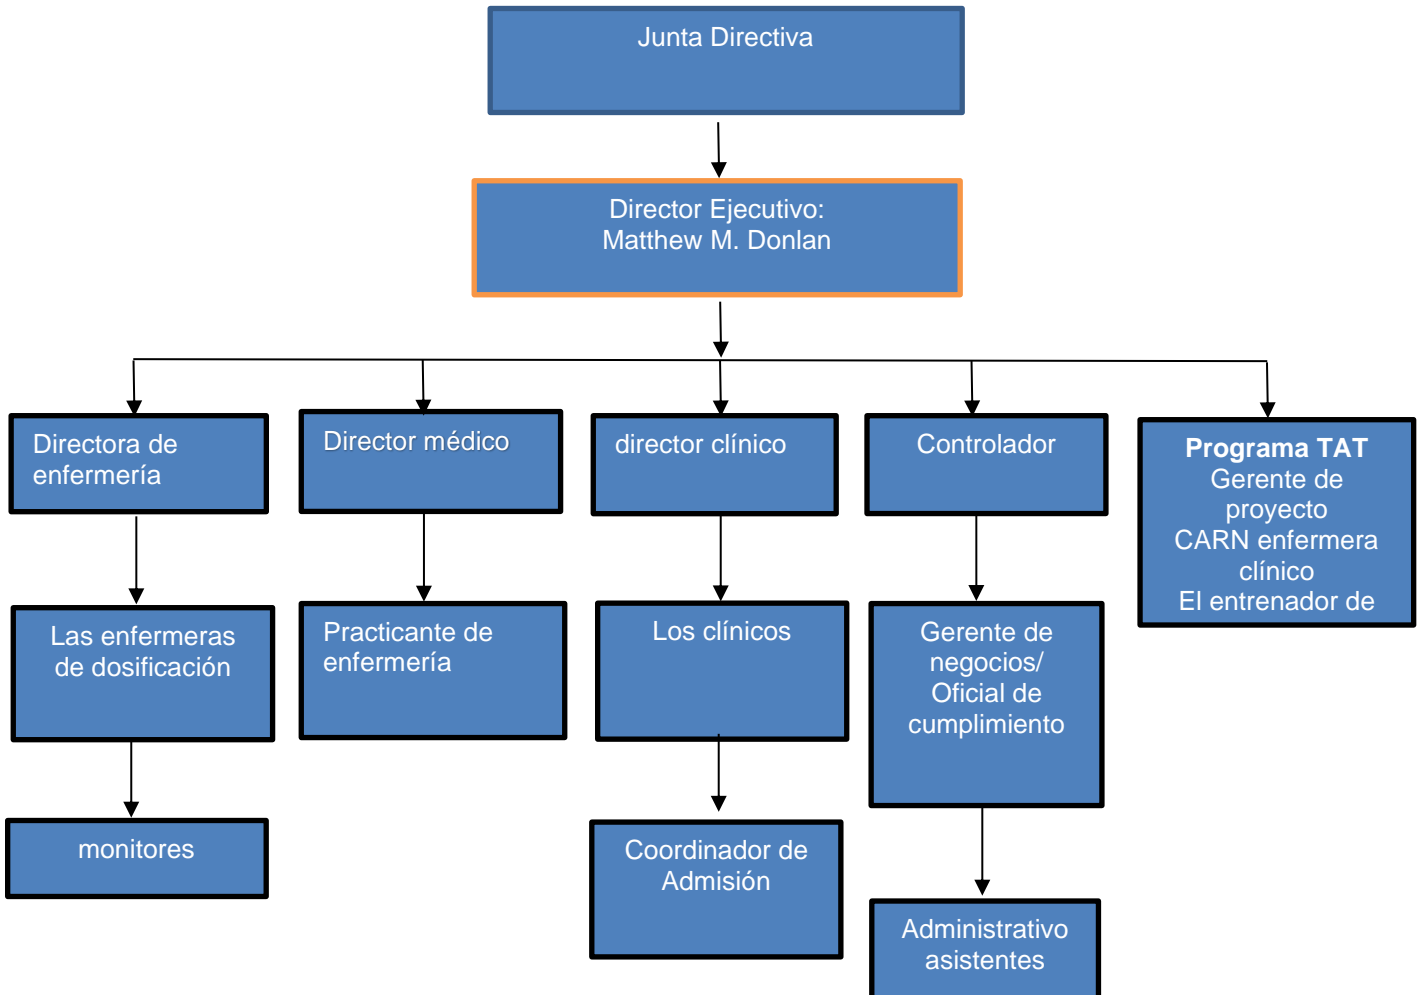 Junta Directiva
Director Ejecutivo:
Matthew M. Donlan
Directora de
enfermería
Director médico
director clínico
Controlador
Programa TAT
Gerente de
proyecto
CARN enfermera
clínico
El entrenador de
Las enfermeras
de dosificación
Practicante de
enfermería
Los clínicos
Gerente de
negocios/
Oficial de
cumplimiento
monitores
Coordinador de
Admisión
Administrativo
asistentes